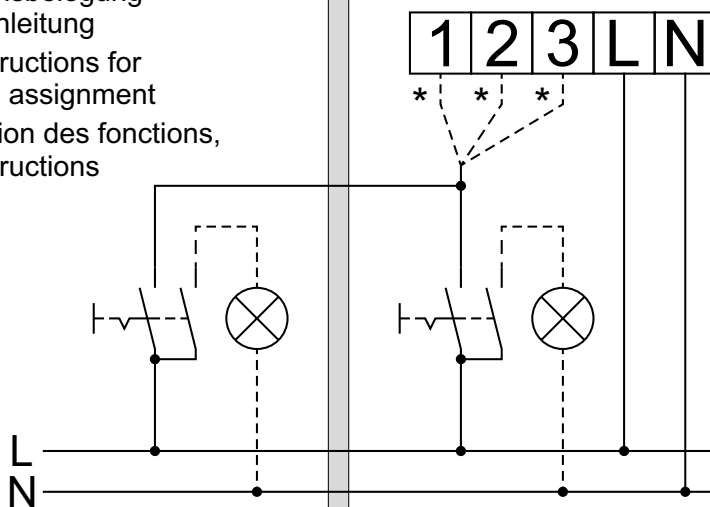 nleitung
ructions for
assignment
ion des fonctions,
ructions
1 2 3 L N
* * *
L
N